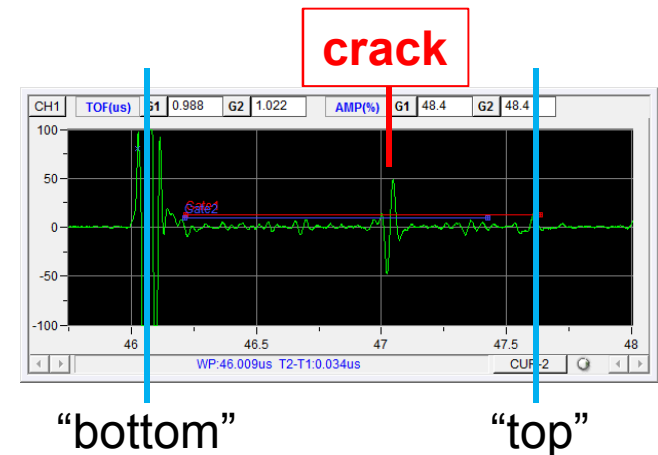 crack
CH1 TOF(us) G1 0.988 G2 1.022 AMP(%) G1 48.4 G2 48.4
100
50
Gate1
Gate2
0
-50
-100
46 46.5 47 47.5 48
WP:46.009us T2-T1:0.034us CUR-2
“bottom” “top”